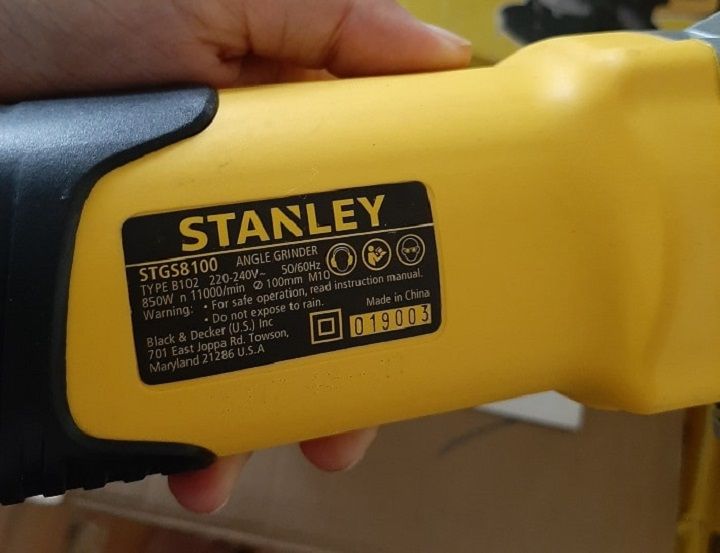 STANLEY
STGS8100 ANGLE GRINDER
TYPE B1O2 220-240V~ 50/60Hz
850W n 11000/min ⌀ 100mm M10
Warning: • For safe operation, read instruction manual.
• Do not expose to rain.
Made in China
Black & Decker (U.S.) Inc
701 East Joppa Rd. Towson,
Maryland 21286 U.S.A
019003